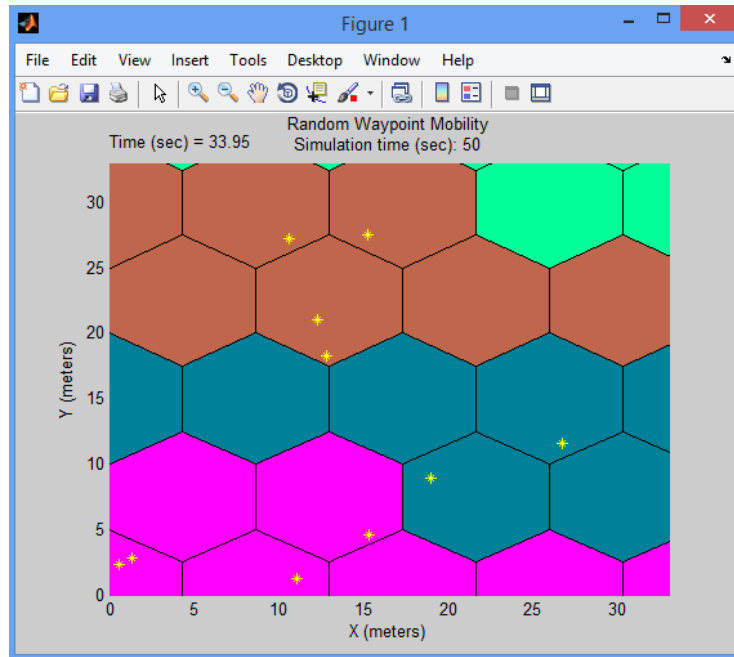 Figure 1
File Edit View Insert Tools Desktop Window Help
Random Waypoint Mobility
Time (sec) = 33.95
Simulation time (sec): 50
30
25
20
15
10
5
0
Y (meters)
0 5 10 15 20 25 30
X (meters)